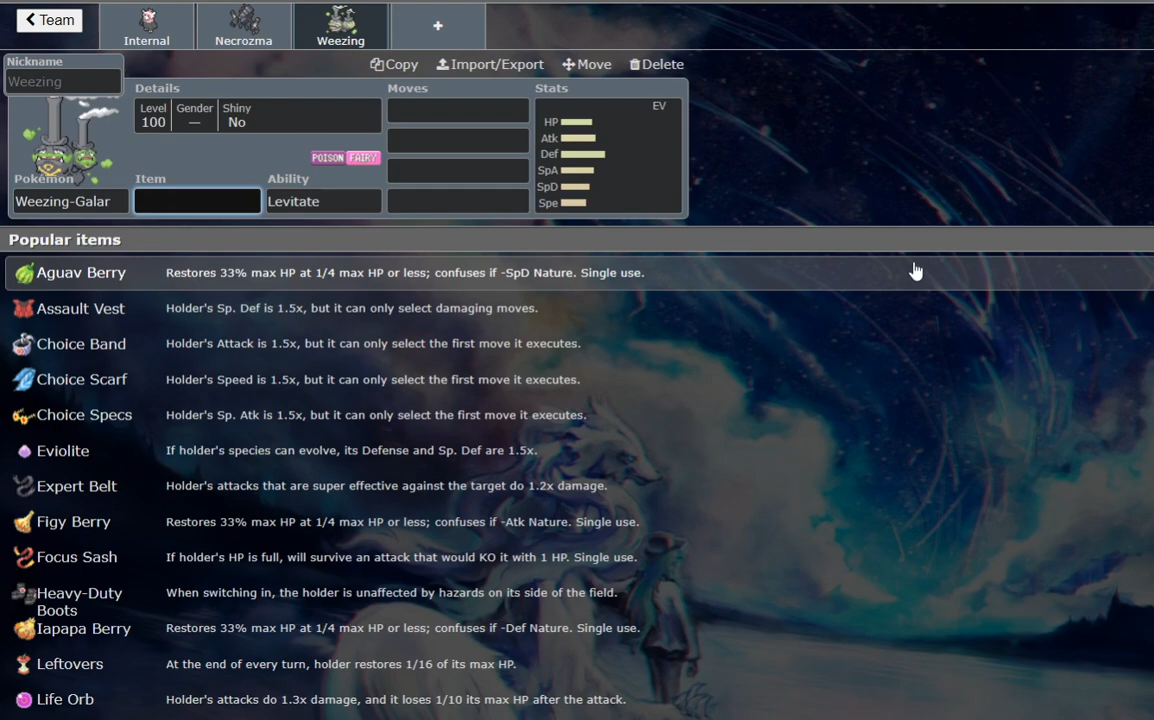 Team
Internal
Necrozma
Weezing
+
Nickname
Weezing
Copy
Import/Export
Move
Delete
Details
Moves
Stats
Level
Gender
Shiny
100
—
No
EV
HP
Atk
Def
SpA
SpD
Spe
POISON FAIRY
Pokémon
Item
Ability
Weezing-Galar
Levitate
Popular items
Aguav Berry Restores 33% max HP at 1/4 max HP or less; confuses if -SpD Nature. Single use.
Assault Vest Holder's Sp. Def is 1.5x, but it can only select damaging moves.
Choice Band Holder's Attack is 1.5x, but it can only select the first move it executes.
Choice Scarf Holder's Speed is 1.5x, but it can only select the first move it executes.
Choice Specs Holder's Sp. Atk is 1.5x, but it can only select the first move it executes.
Eviolite If holder's species can evolve, its Defense and Sp. Def are 1.5x.
Expert Belt Holder's attacks that are super effective against the target do 1.2x damage.
Figy Berry Restores 33% max HP at 1/4 max HP or less; confuses if -Atk Nature. Single use.
Focus Sash If holder's HP is full, will survive an attack that would KO it with 1 HP. Single use.
Heavy-Duty When switching in, the holder is unaffected by hazards on its side of the field.
Boots
Iapapa Berry Restores 33% max HP at 1/4 max HP or less; confuses if -Def Nature. Single use.
Leftovers At the end of every turn, holder restores 1/16 of its max HP.
Life Orb Holder's attacks do 1.3x damage, and it loses 1/10 its max HP after the attack.